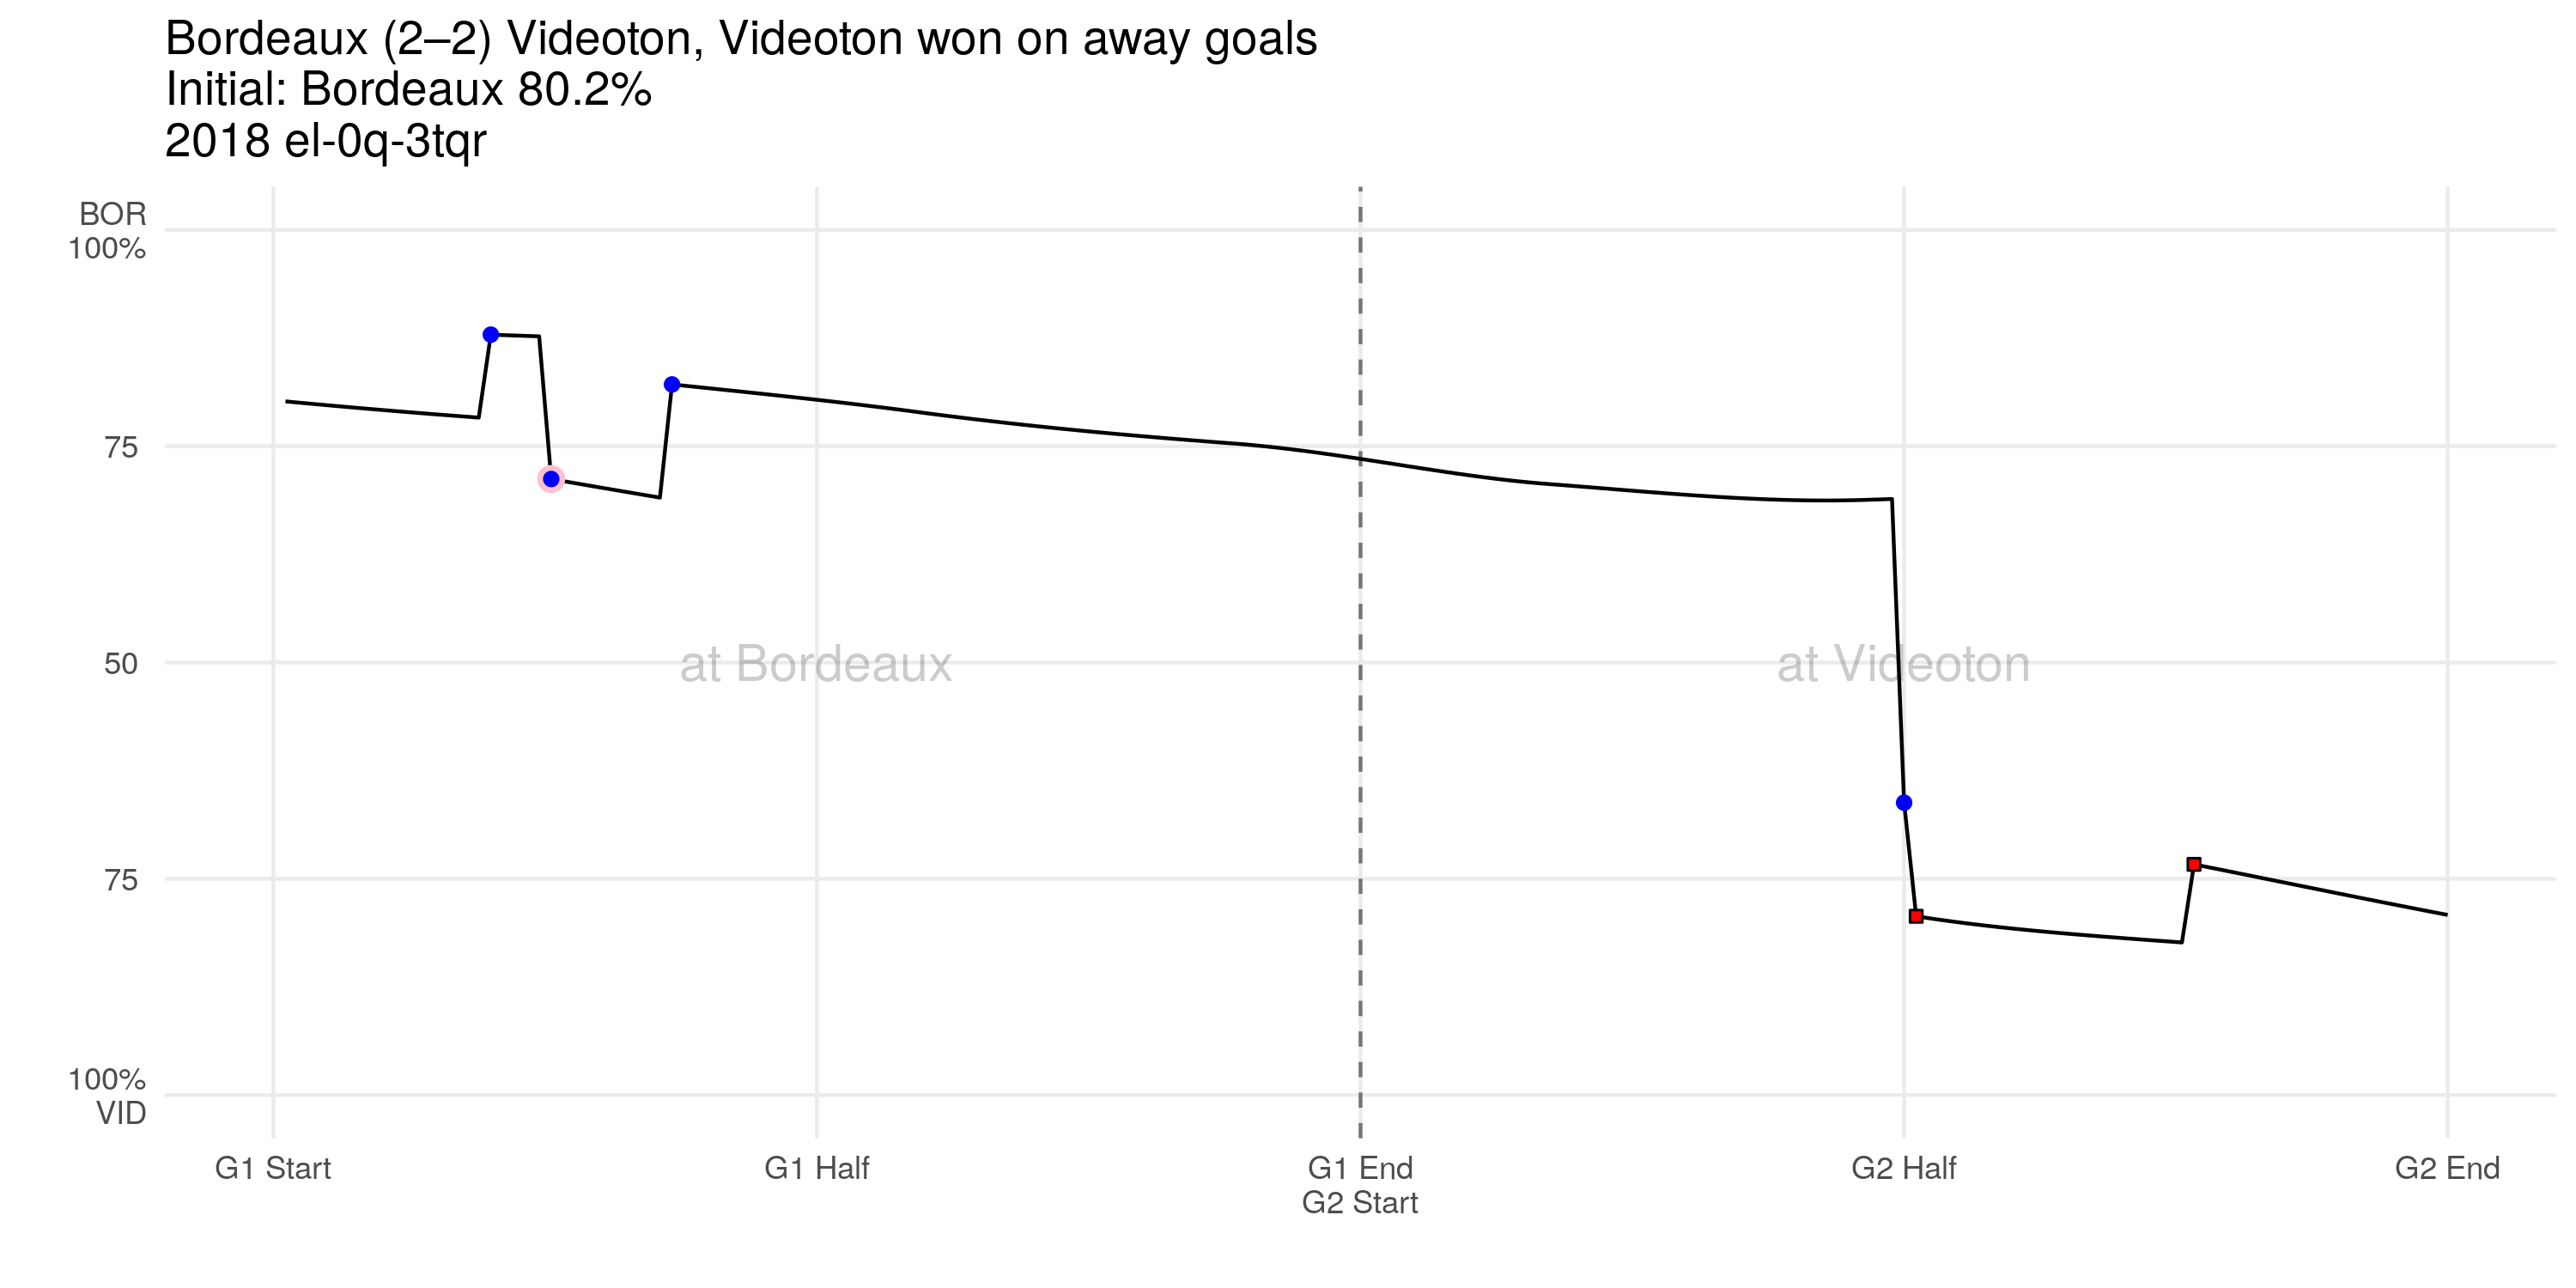 Bordeaux (2–2) Videoton, Videoton won on away goals
Initial: Bordeaux 80.2%
2018 el-0q-3tqr
BOR
100%
75
50
75
100%
VID
at Bordeaux
at Videoton
G1 Start
G1 Half
G1 End
G2 Start
G2 Half
G2 End